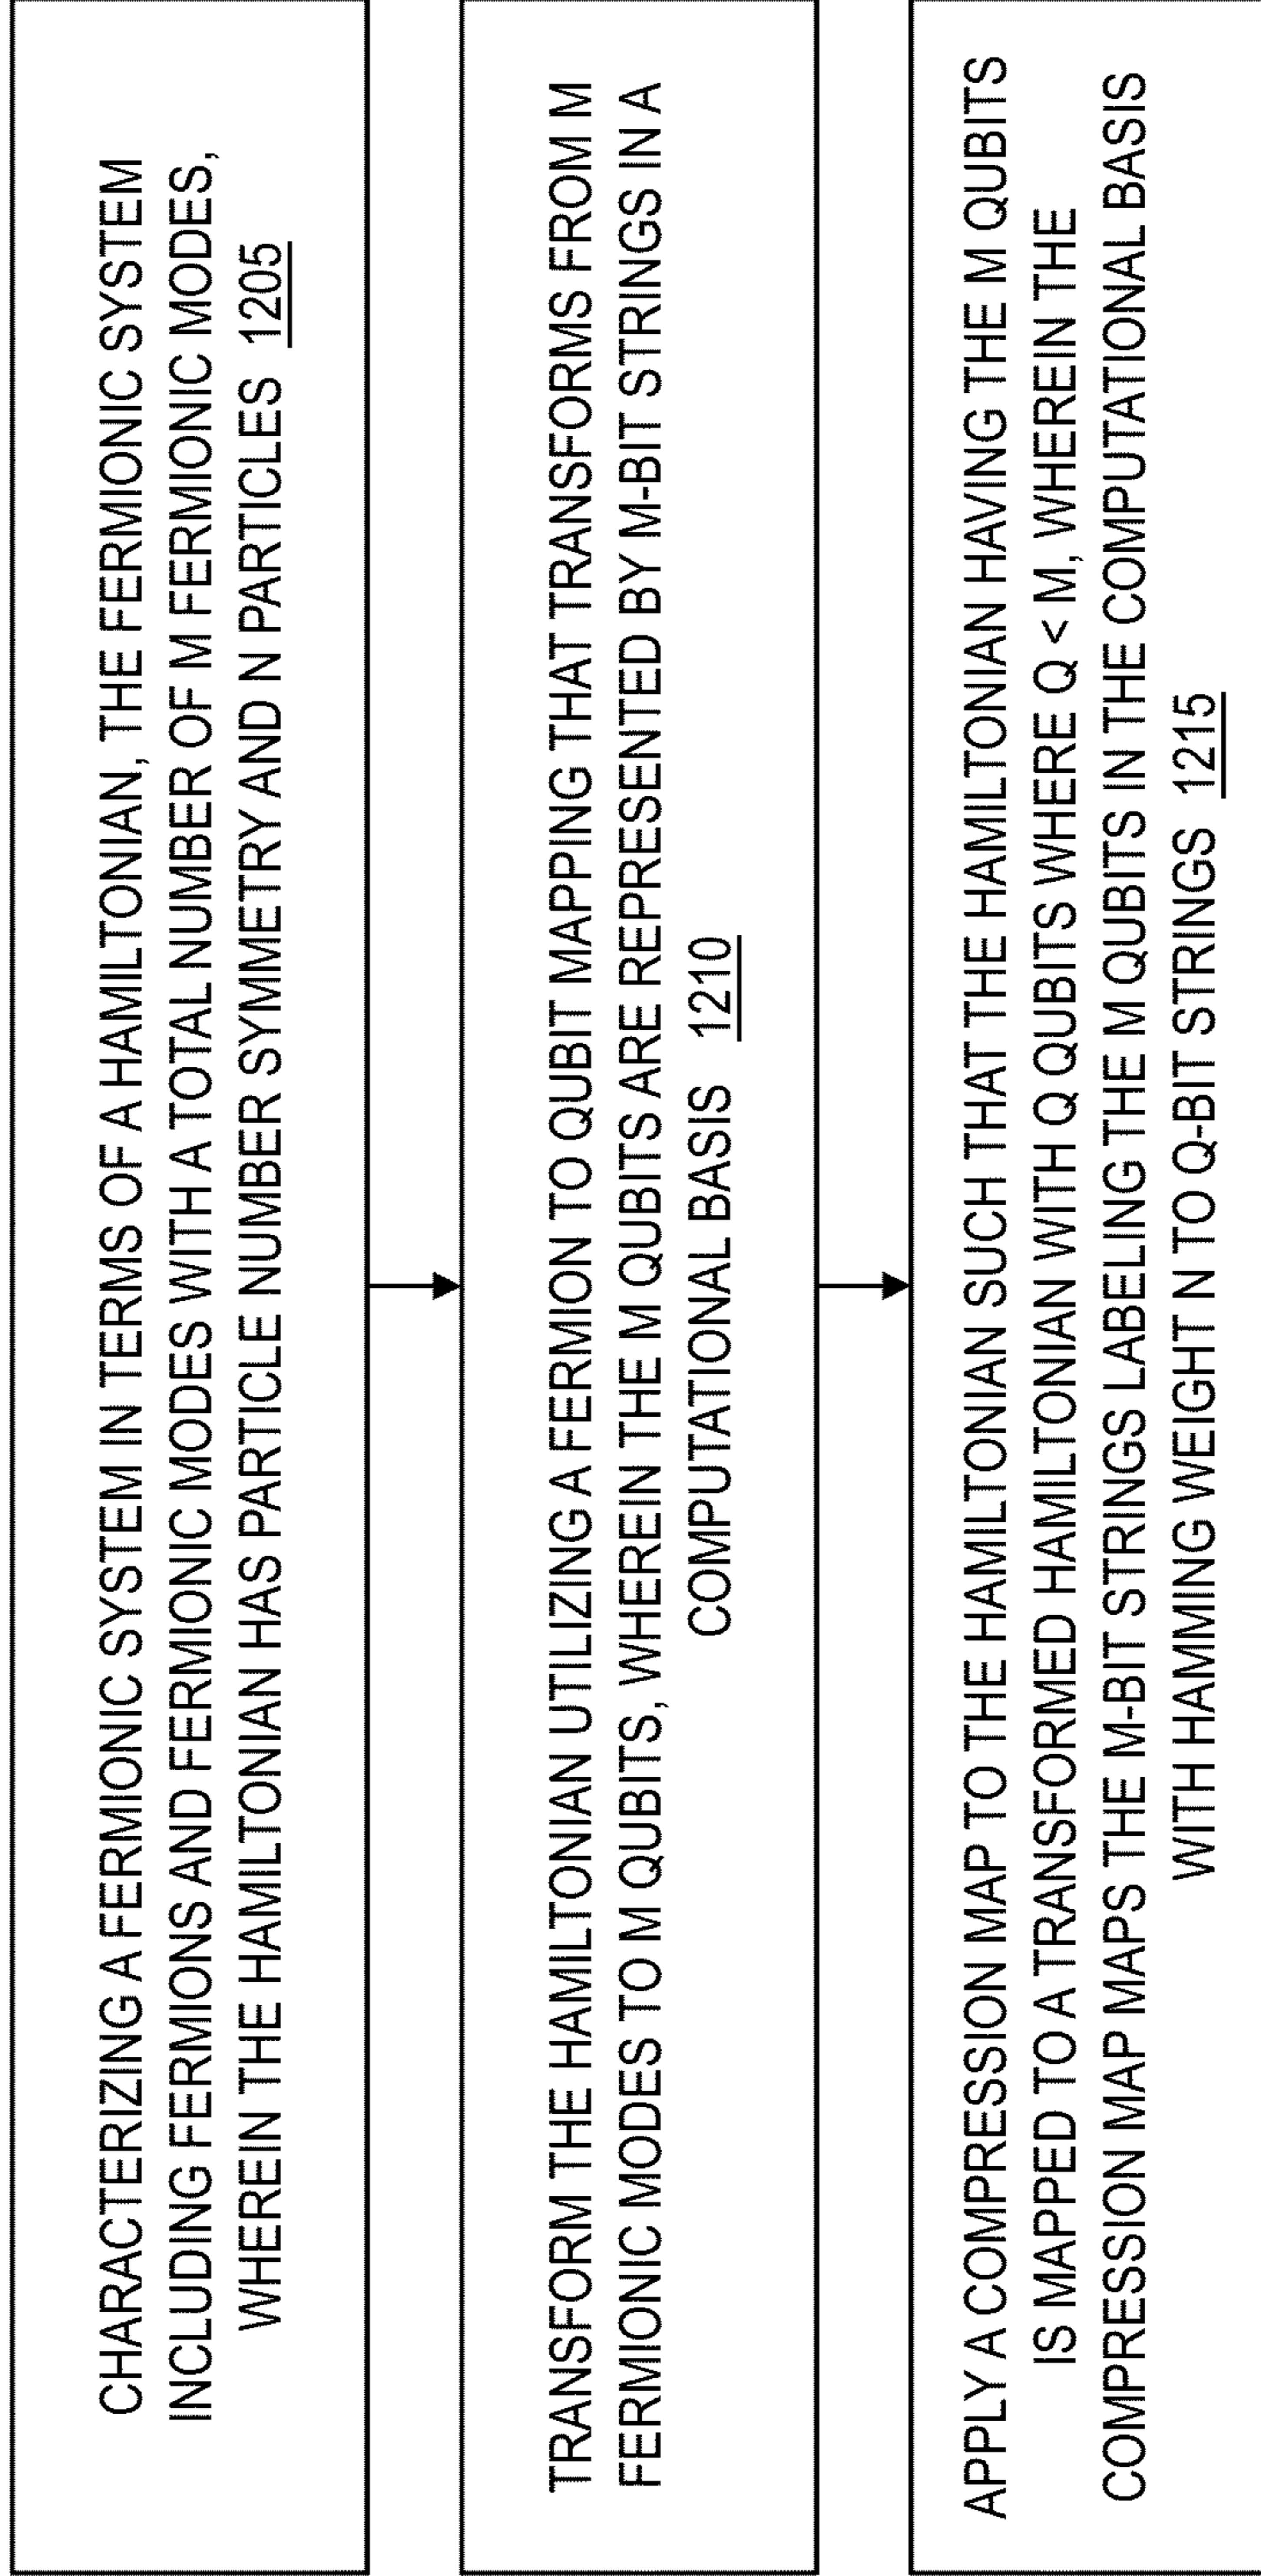 CHARACTERIZING A FERMIONIC SYSTEM IN TERMS OF A HAMILTONIAN, THE FERMIONIC SYSTEM
INCLUDING FERMIONS AND FERMIONIC MODES WITH A TOTAL NUMBER OF M FERMIONIC MODES,
WHEREIN THE HAMILTONIAN HAS PARTICLE NUMBER SYMMETRY AND N PARTICLES 1205
TRANSFORM THE HAMILTONIAN UTILIZING A FERMION TO QUBIT MAPPING THAT TRANSFORMS FROM M
FERMIONIC MODES TO M QUBITS, WHEREIN THE M QUBITS ARE REPRESENTED BY M-BIT STRINGS IN A
COMPUTATIONAL BASIS 1210
APPLY A COMPRESSION MAP TO THE HAMILTONIAN SUCH THAT THE HAMILTONIAN HAVING THE M QUBITS
IS MAPPED TO A TRANSFORMED HAMILTONIAN WITH Q QUBITS WHERE Q < M, WHEREIN THE
COMPRESSION MAP MAPS THE M-BIT STRINGS LABELING THE M QUBITS IN THE COMPUTATIONAL BASIS
WITH HAMMING WEIGHT N TO Q-BIT STRINGS 1215